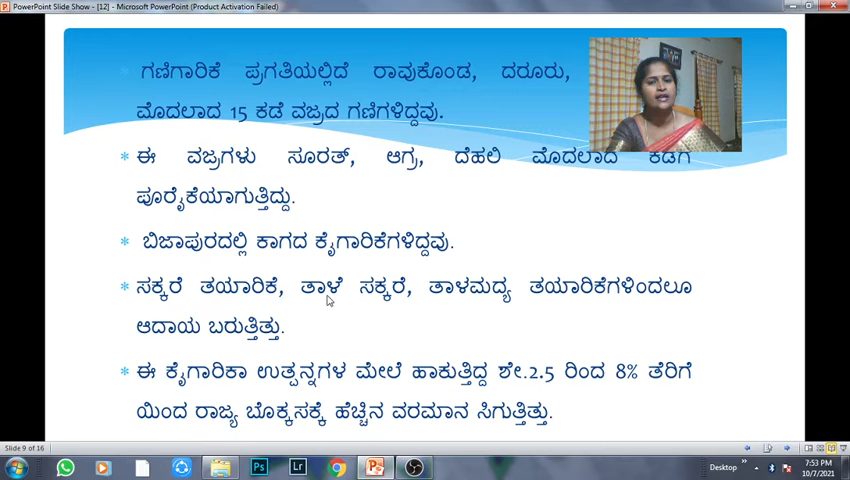 PowerPoint Slide Show - [12] - Microsoft PowerPoint (Product Activation Failed)
* ಗಣಿಗಾರಿಕೆ ಪ್ರಗತಿಯಲ್ಲಿದೆ ರಾವುಕೊಂಡ, ದರೂರು,
ಮೊದಲಾದ 15 ಕಡೆ ವಜ್ರದ ಗಣಿಗಳಿದ್ದವು.
* ಈ ವಜ್ರಗಳು ಸೂರತ್, ಆಗ್ರ, ದೆಹಲಿ ಮೊದಲಾದ ಕಡೆಗೆ
ಪೂರೈಕೆಯಾಗುತ್ತಿದ್ದು.
* ಬಿಜಾಪುರದಲ್ಲಿ ಕಾಗದ ಕೈಗಾರಿಕೆಗಳಿದ್ದವು.
* ಸಕ್ಕರೆ ತಯಾರಿಕೆ, ತಾಳೆ ಸಕ್ಕರೆ, ತಾಳಮದ್ಯ ತಯಾರಿಕೆಗಳಿಂದಲೂ
ಆದಾಯ ಬರುತ್ತಿತ್ತು.
* ಈ ಕೈಗಾರಿಕಾ ಉತ್ಪನ್ನಗಳ ಮೇಲೆ ಹಾಕುತ್ತಿದ್ದ ಶೇ.2.5 ರಿಂದ 8% ತೆರಿಗೆ
ಯಿಂದ ರಾಜ್ಯ ಬೊಕ್ಕಸಕ್ಕೆ ಹೆಚ್ಚಿನ ವರಮಾನ ಸಿಗುತ್ತಿತ್ತು.
Slide 9 of 16
Ps Lr Desktop » 7:53 PM
10/7/2021